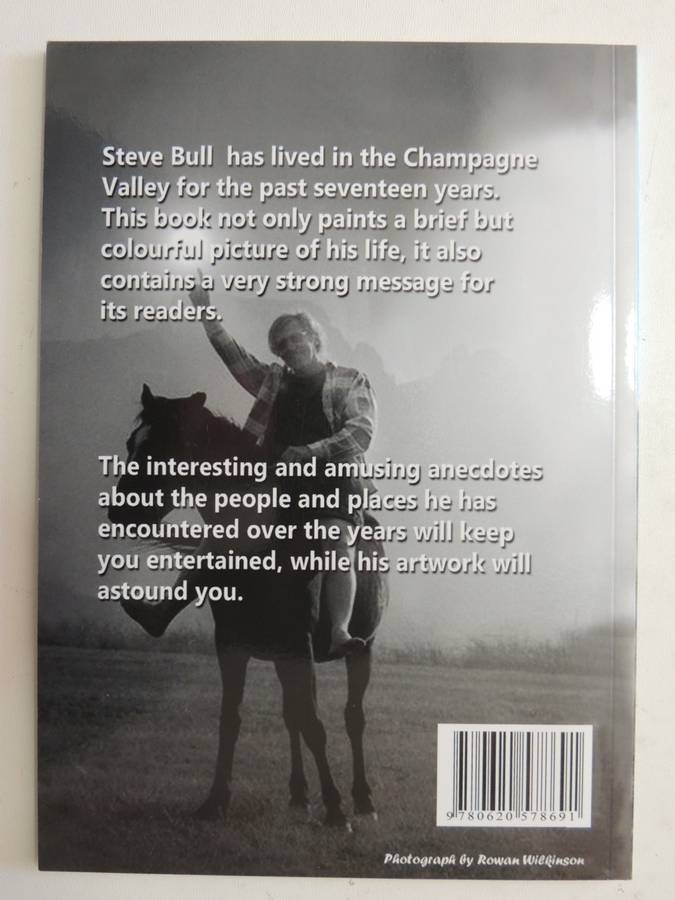 Steve Bull  has lived in the Champagne
Valley for the past seventeen years.
This book not only paints a brief but
colourful picture of his life, it also
contains a very strong message for
its readers.
The interesting and amusing anecdotes
about the people and places he has
encountered over the years will keep
you entertained, while his artwork will
astound you.
9 780620 578691
Photograph by Rowan Wilkinson